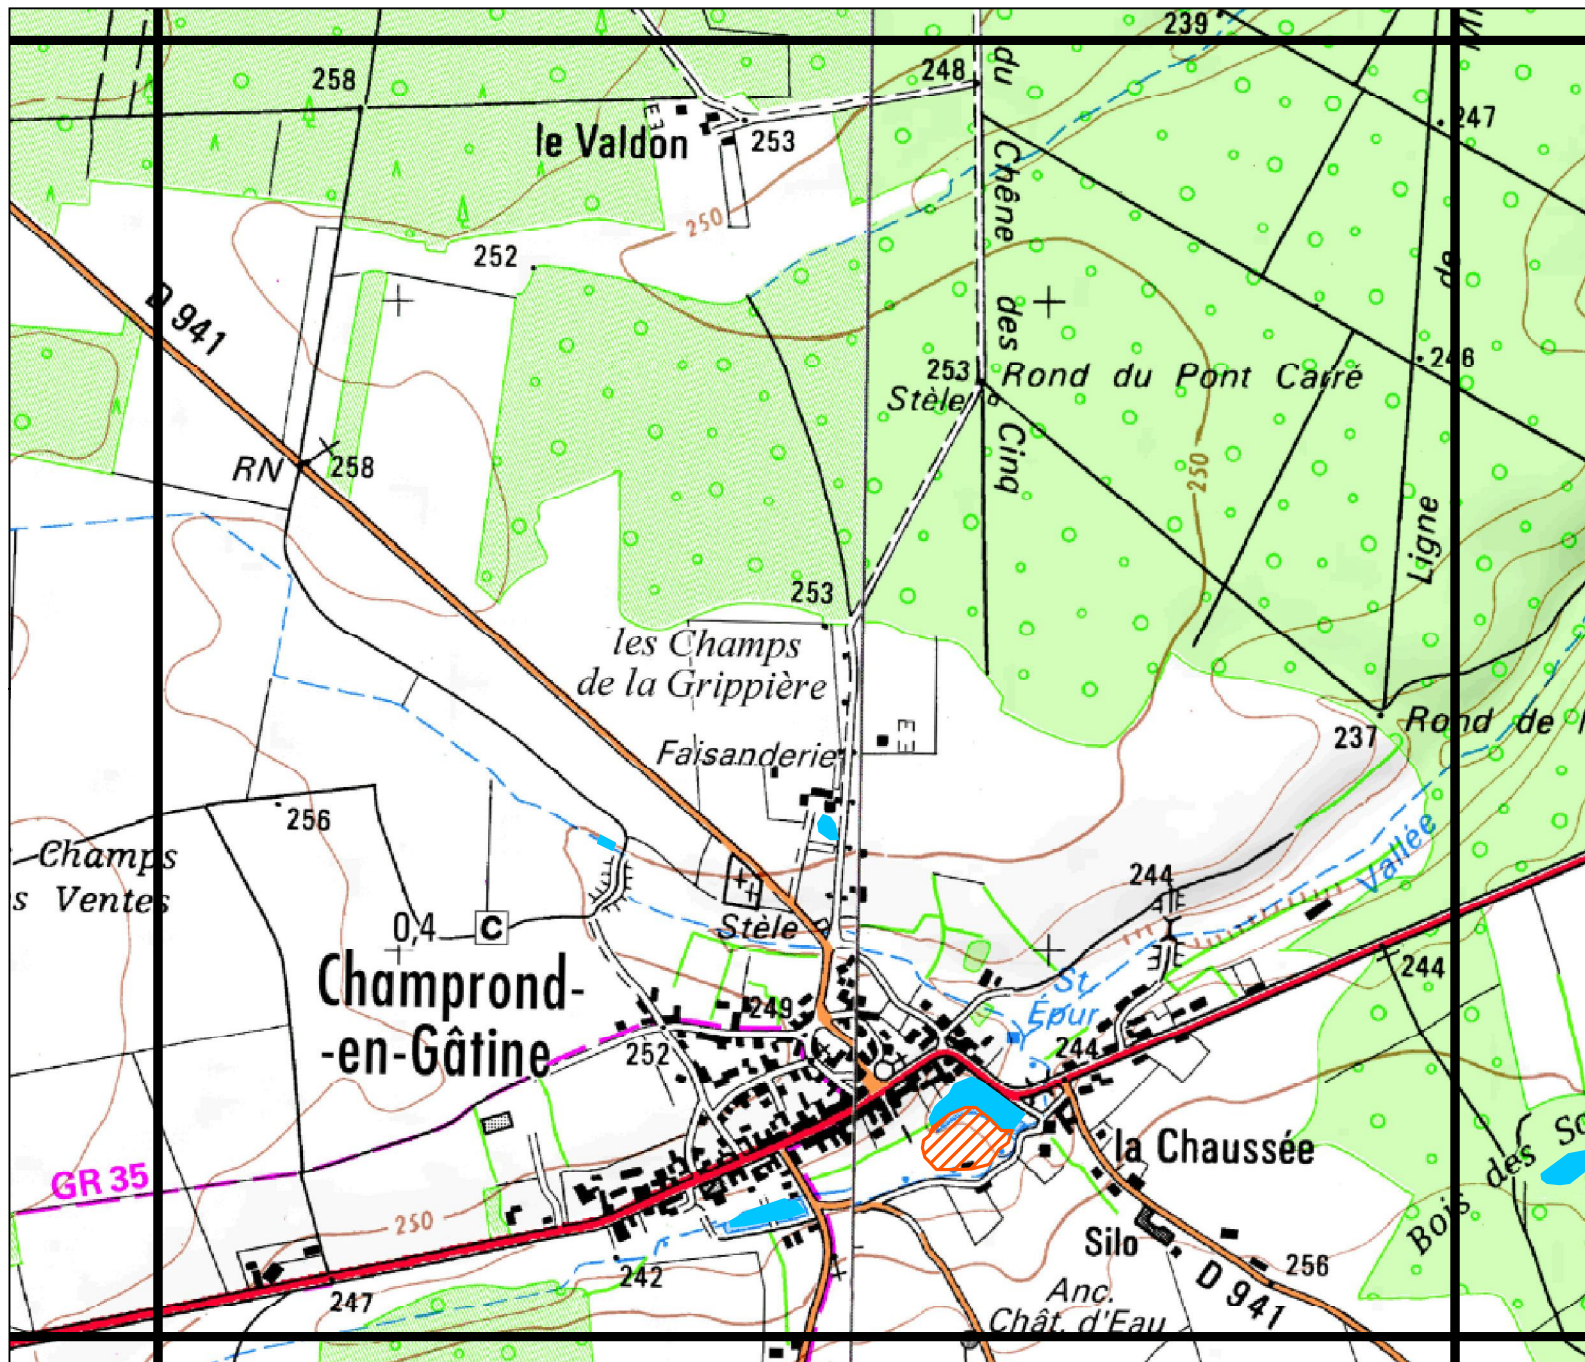 239
258
248
du
le Valdon
253
247
Chêne
250
252
de
D 941
des
246
253
Rond du Pont Carré
Stèle
Cinq
RN
258
250
Ligne
253
les Champs
de la Grippière
237
Rond de
Faisanderie
256
Champs
s Ventes
Vallée
244
0,4
C
Stèle
244
Champrond-
-en-Gâtine
St
Épur
249
252
244
la Chaussée
GR 35
250
Bois des
Silo
242
247
D 941
256
Anc.
Chât. d'Eau